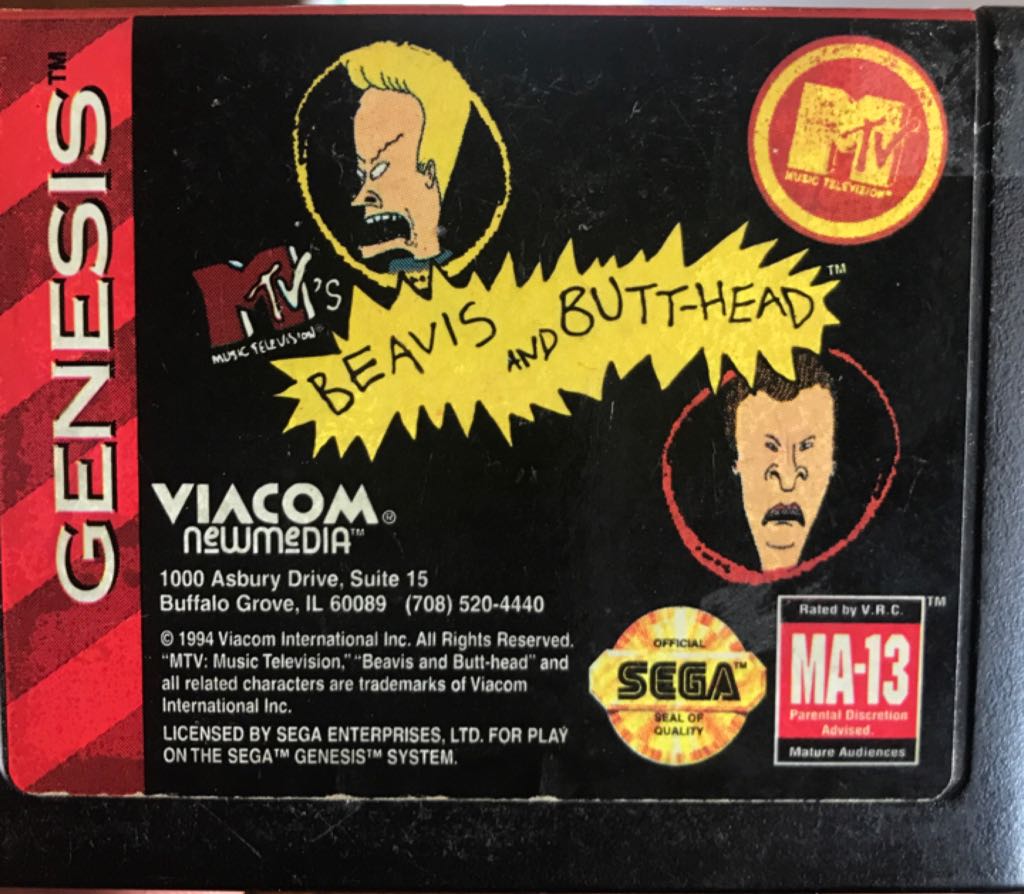 GENESIS™
MTV®
MUSIC TELEVISION™
MTV's
MUSIC TELEVISION®
BEAVIS AND BUTT-HEAD™
VIACOM®
NEWMEDIA™
1000 Asbury Drive, Suite 15
Buffalo Grove, IL 60089 (708) 520-4440
© 1994 Viacom International Inc. All Rights Reserved.
“MTV: Music Television,” “Beavis and Butt-head” and
all related characters are trademarks of Viacom
International Inc.
LICENSED BY SEGA ENTERPRISES, LTD. FOR PLAY
ON THE SEGA™ GENESIS™ SYSTEM.
OFFICIAL
SEGA™
SEAL OF
QUALITY
Rated by V.R.C. ™
MA-13
Parental Discretion
Advised.
Mature Audiences